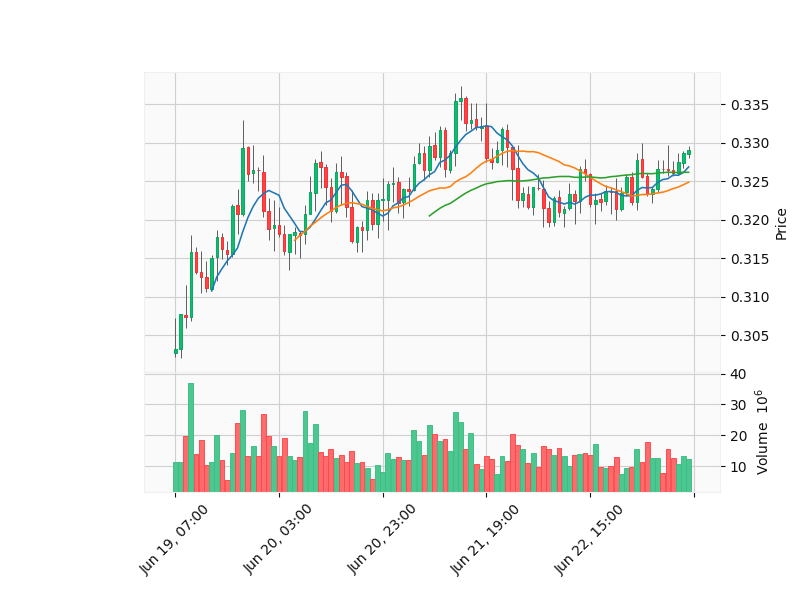 0.335
0.330
0.325
0.320
0.315
0.310
0.305
Price
40
30
20
10
Volume 10⁶
Jun 19, 07:00
Jun 20, 03:00
Jun 20, 23:00
Jun 21, 19:00
Jun 22, 15:00